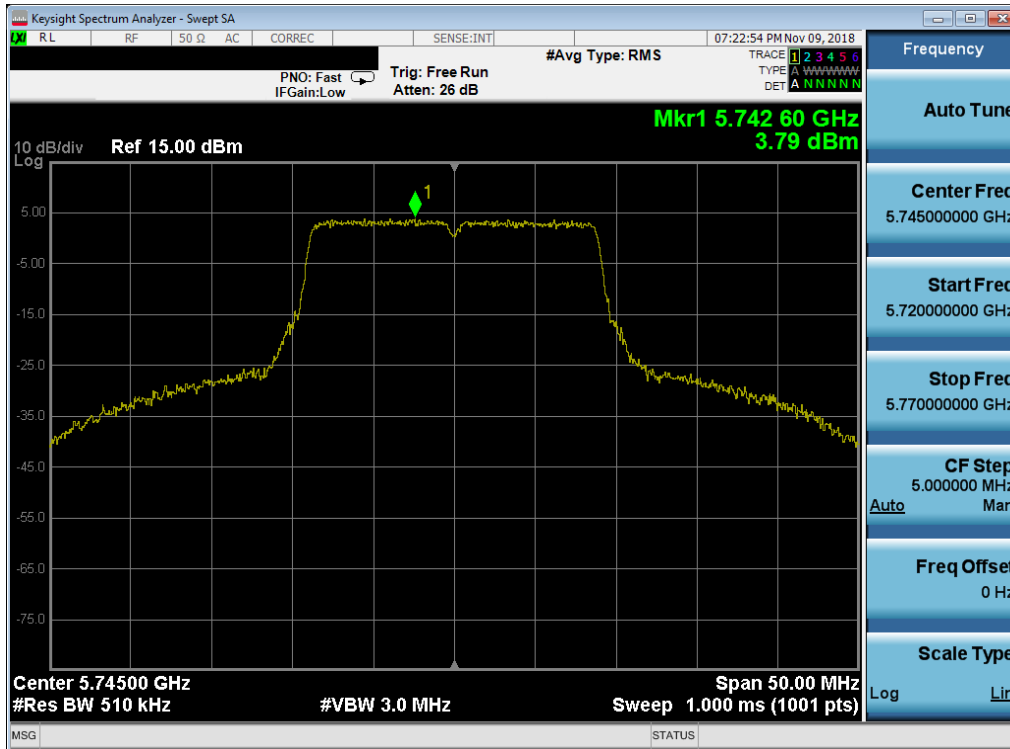 Keysight Spectrum Analyzer - Swept SA
LXI RL RF 50 Ω AC CORREC SENSE:INT 07:22:54 PM Nov 09, 2018
#Avg Type: RMS TRACE 1 2 3 4 5 6
PNO: Fast Trig: Free Run TYPE A WWWWW
IFGain:Low Atten: 26 dB DET A N N N N N
Mkr1 5.742 60 GHz
3.79 dBm
10 dB/div Ref 15.00 dBm
Log
1
5.00
-5.00
-15.0
-25.0
-35.0
-45.0
-55.0
-65.0
-75.0
Center 5.74500 GHz Span 50.00 MHz
#Res BW 510 kHz #VBW 3.0 MHz Sweep 1.000 ms (1001 pts)
MSG STATUS
Frequency
Auto Tune
Center Freq
5.745000000 GHz
Start Freq
5.720000000 GHz
Stop Freq
5.770000000 GHz
CF Step
5.000000 MHz
Auto Man
Freq Offset
0 Hz
Scale Type
Log Lin